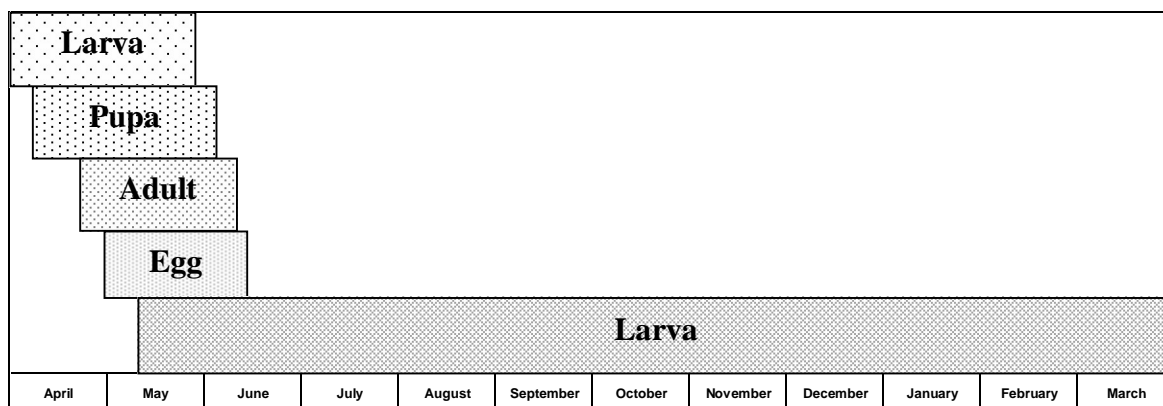 Larva
Pupa
Adult
Egg
Larva
April May June July August September October November December January February March